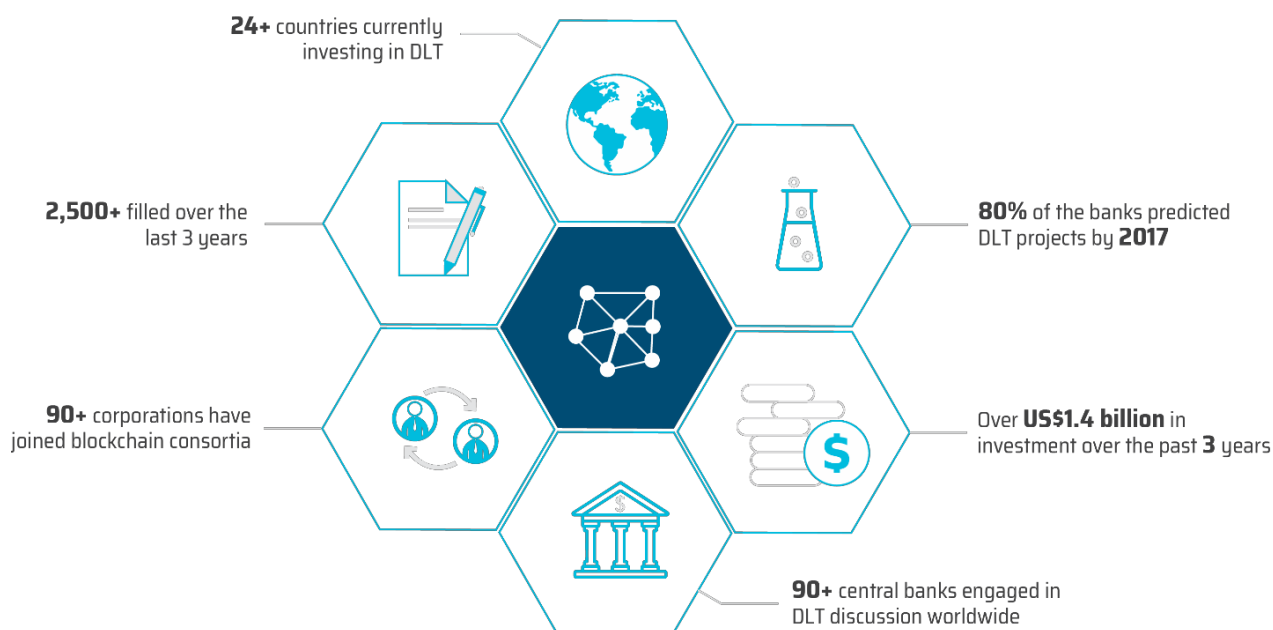 24+ countries currently
investing in DLT
2,500+ filled over the
last 3 years
80% of the banks predicted
DLT projects by 2017
90+ corporations have
joined blockchain consortia
Over US$1.4 billion in
investment over the past 3 years
$
$
90+ central banks engaged in
DLT discussion worldwide